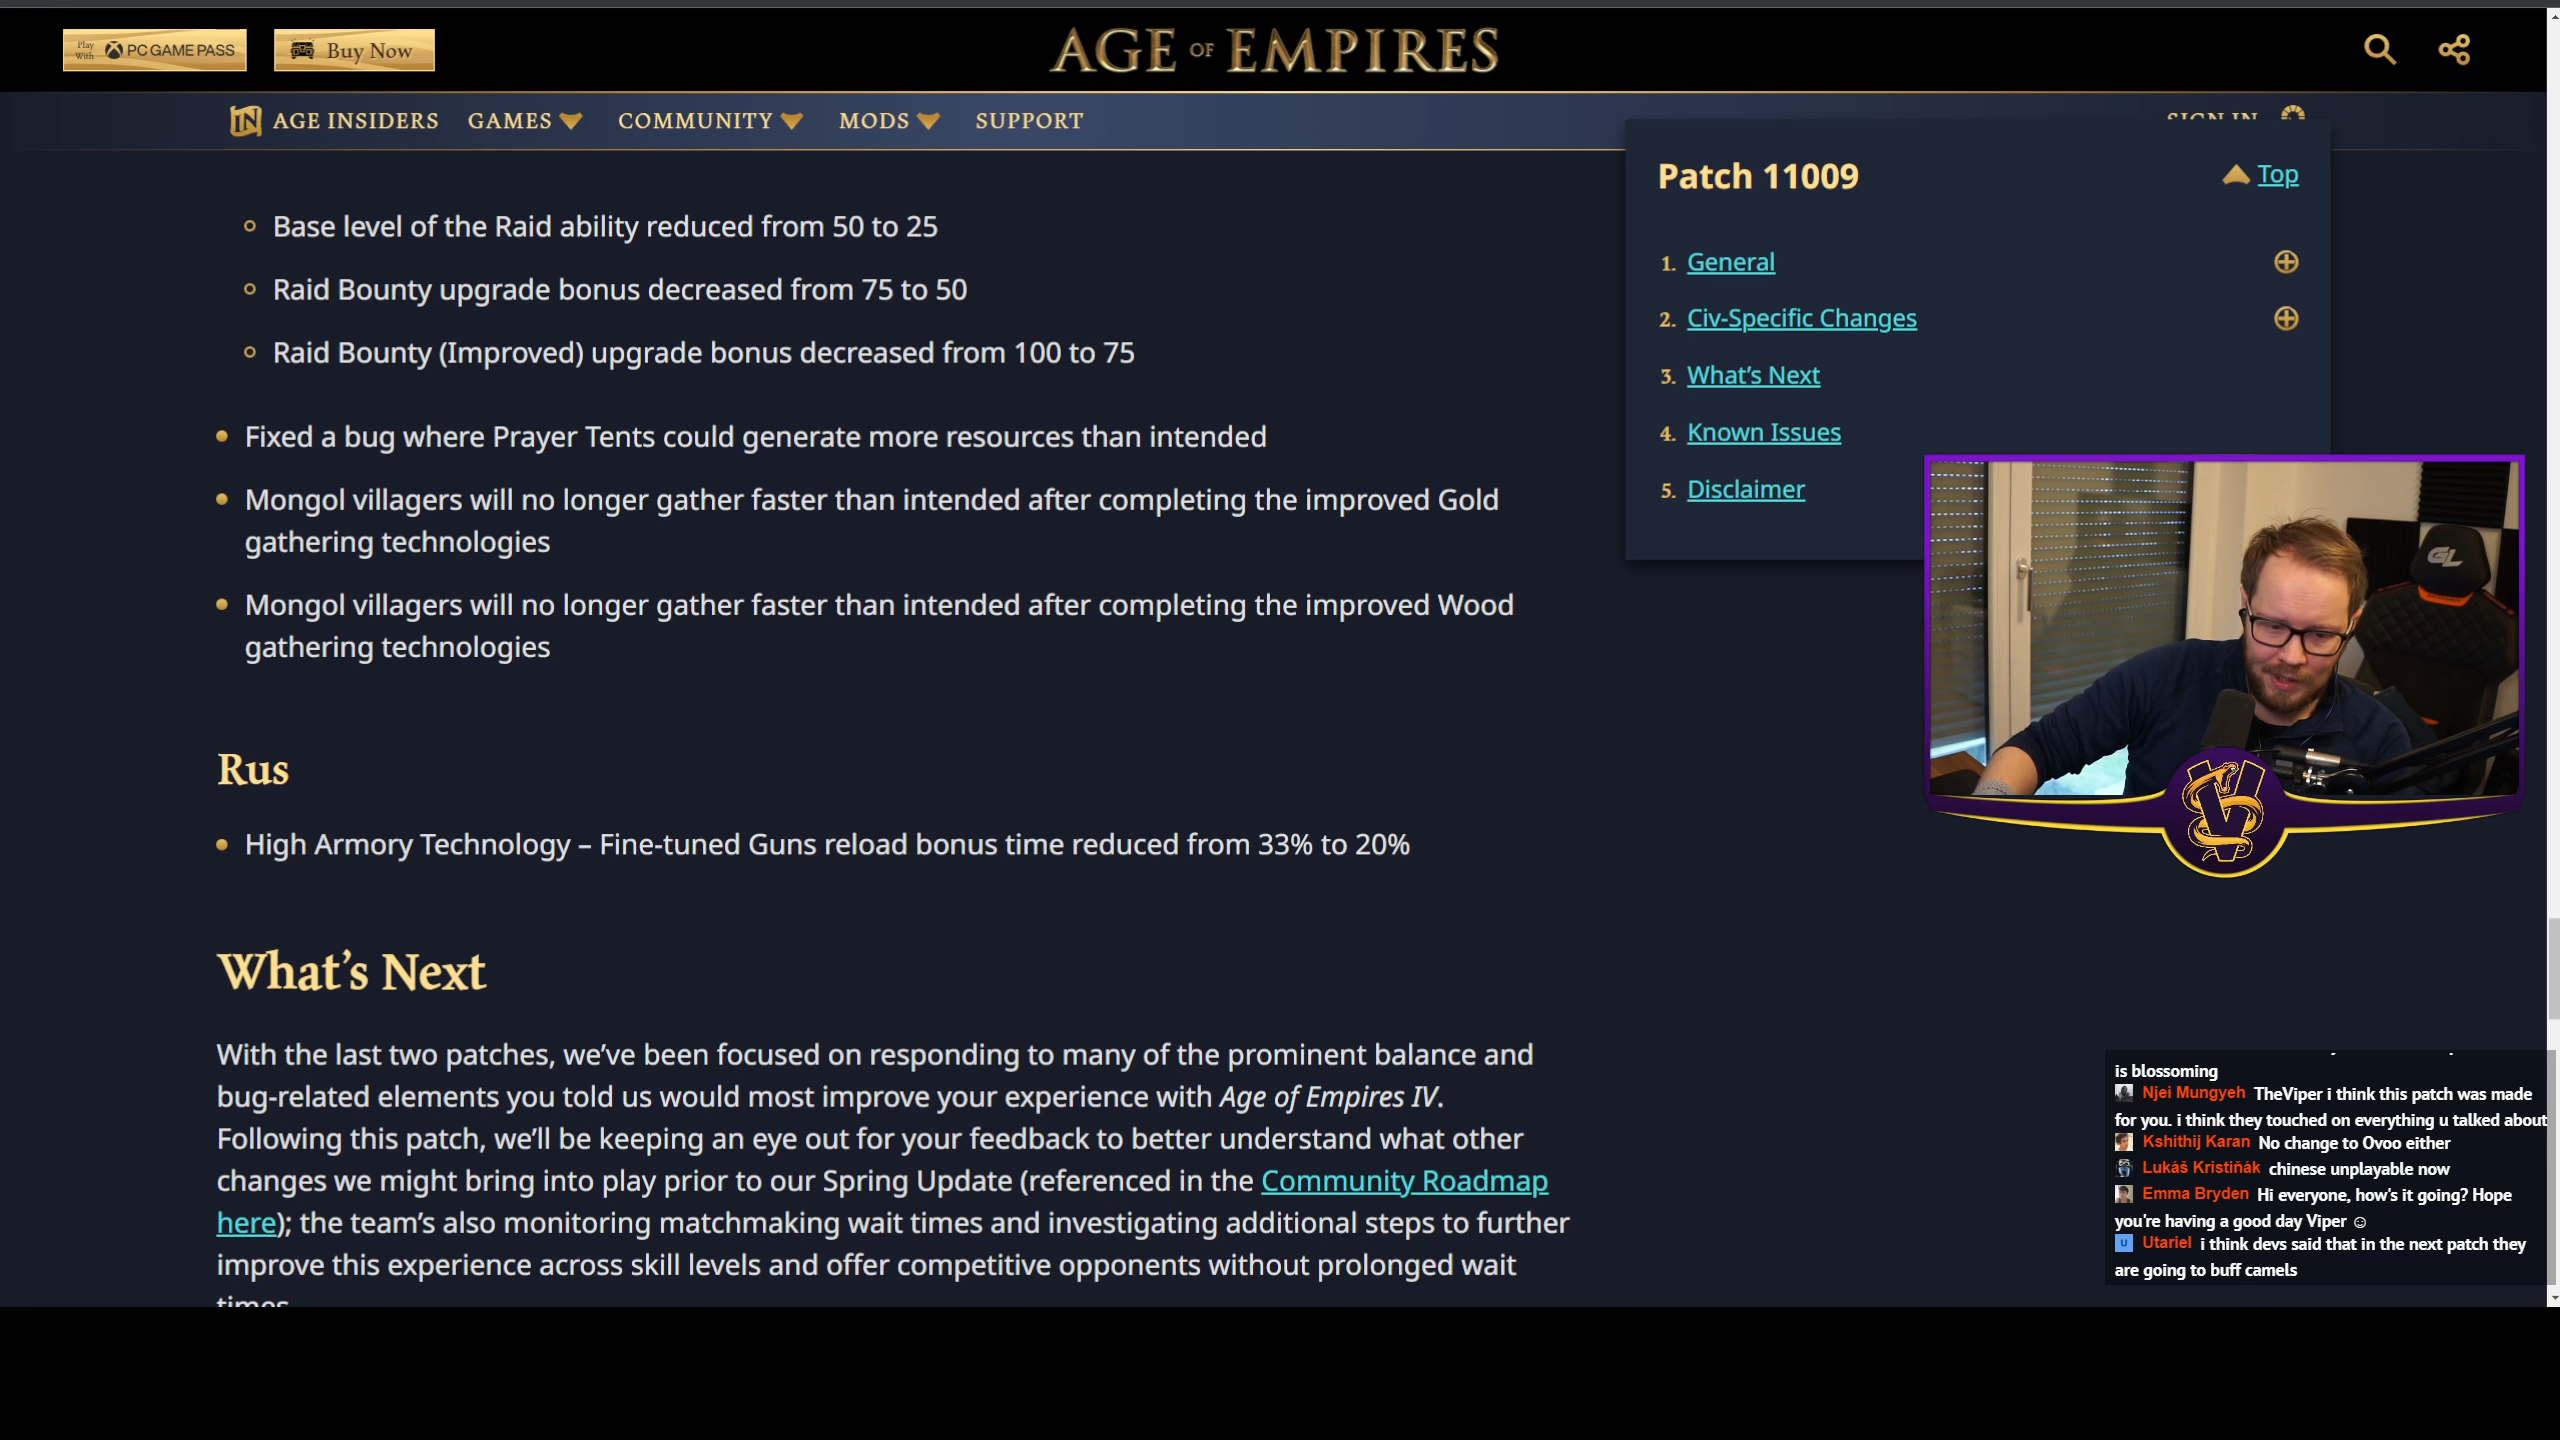 Play With PC GAME PASS
Buy Now
AGE OF EMPIRES
IN AGE INSIDERS GAMES COMMUNITY MODS SUPPORT
SIGN IN
Base level of the Raid ability reduced from 50 to 25
Raid Bounty upgrade bonus decreased from 75 to 50
Raid Bounty (Improved) upgrade bonus decreased from 100 to 75
Fixed a bug where Prayer Tents could generate more resources than intended
Mongol villagers will no longer gather faster than intended after completing the improved Gold
gathering technologies
Mongol villagers will no longer gather faster than intended after completing the improved Wood
gathering technologies
Rus
High Armory Technology – Fine-tuned Guns reload bonus time reduced from 33% to 20%
What’s Next
With the last two patches, we’ve been focused on responding to many of the prominent balance and
bug-related elements you told us would most improve your experience with Age of Empires IV.
Following this patch, we’ll be keeping an eye out for your feedback to better understand what other
changes we might bring into play prior to our Spring Update (referenced in the Community Roadmap
here); the team’s also monitoring matchmaking wait times and investigating additional steps to further
improve this experience across skill levels and offer competitive opponents without prolonged wait
times
Patch 11009
Top
1. General
2. Civ-Specific Changes
3. What’s Next
4. Known Issues
5. Disclaimer
GL
V
is blossoming
Njei Mungyeh TheViper i think this patch was made
for you. i think they touched on everything u talked about
Kshithij Karan No change to Ovoo either
Lukáš Kristiňák chinese unplayable now
Emma Bryden Hi everyone, how's it going? Hope
you're having a good day Viper ☺
U Utariel i think devs said that in the next patch they
are going to buff camels